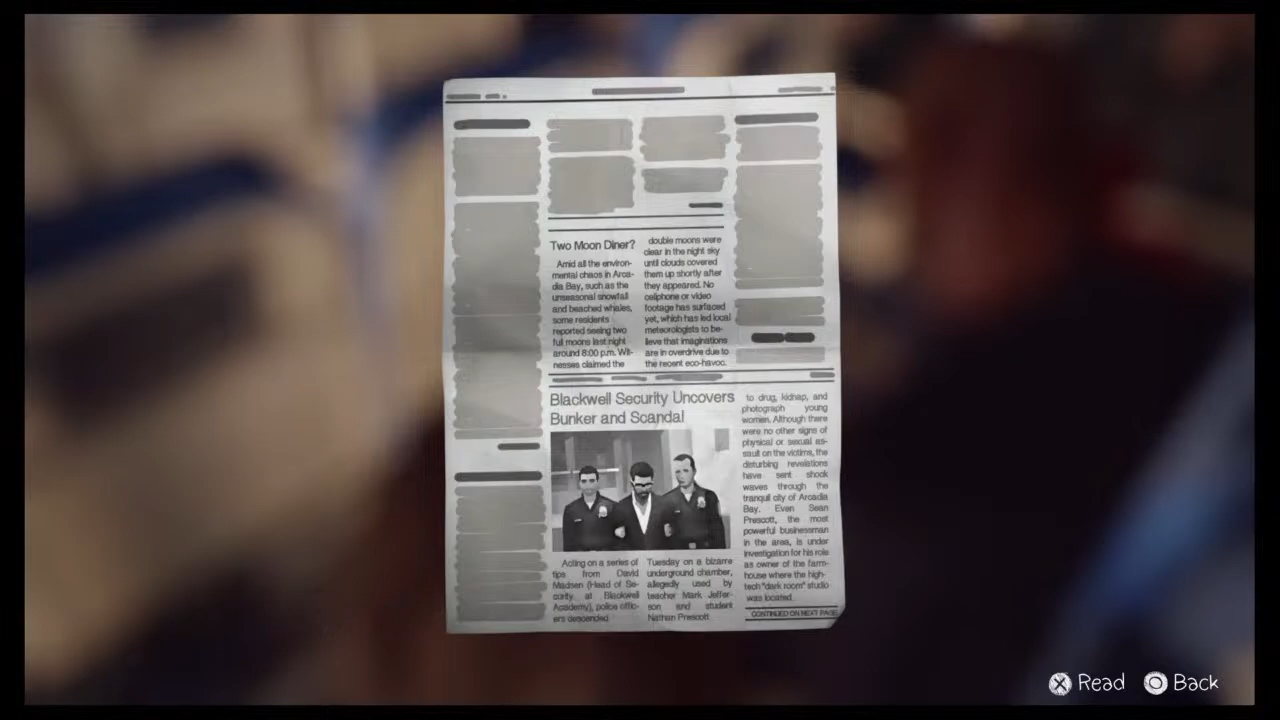 Two Moon Diner?
Amid all the environ-
mental chaos in Arca-
dia Bay, such as the
unseasonal snowfall
and beached whales,
some residents
reported seeing two
full moons last night
around 8:00 p.m. Wit-
nesses claimed the
double moons were
clear in the night sky
until clouds covered
them up shortly after
they appeared. No
cellphone or video
footage has surfaced
yet, which has led local
meteorologists to be-
lieve that imaginations
are in overdrive due to
the recent eco-havoc.
Blackwell Security Uncovers
Bunker and Scandal
Acting on a series of
tips from David
Madsen (Head of Se-
curity at Blackwell
Academy), police offic-
ers descended
Tuesday on a bizarre
underground chamber,
allegedly used by
teacher Mark Jeffer-
son and student
Nathan Prescott
to drug, kidnap, and
photograph young
women. Although there
were no other signs of
physical or sexual as-
sault on the victims, the
disturbing revelations
have sent shock
waves through the
tranquil city of Arcadia
Bay. Even Sean
Prescott, the most
powerful businessman
in the area, is under
investigation for his role
as owner of the farm-
house where the high-
tech "dark room" studio
was located.
CONTINUED ON NEXT PAGE
Read
Back